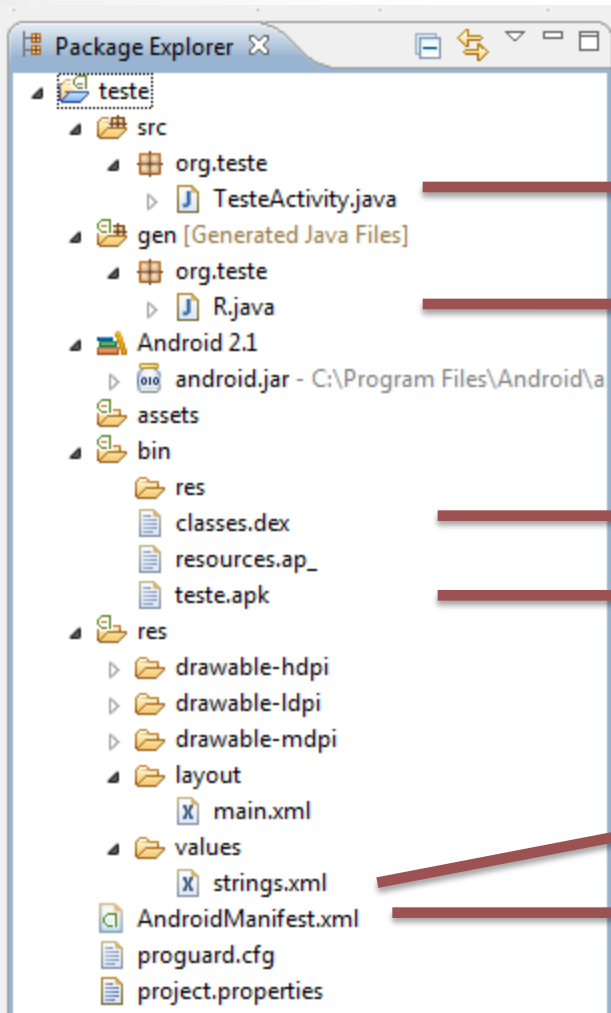 Package Explorer
teste
src
org.teste
TesteActivity.java
gen [Generated Java Files]
org.teste
R.java
Android 2.1
android.jar - C:\Program Files\Android\a
assets
bin
res
classes.dex
resources.ap_
teste.apk
res
drawable-hdpi
drawable-ldpi
drawable-mdpi
layout
main.xml
values
strings.xml
AndroidManifest.xml
proguard.cfg
project.properties